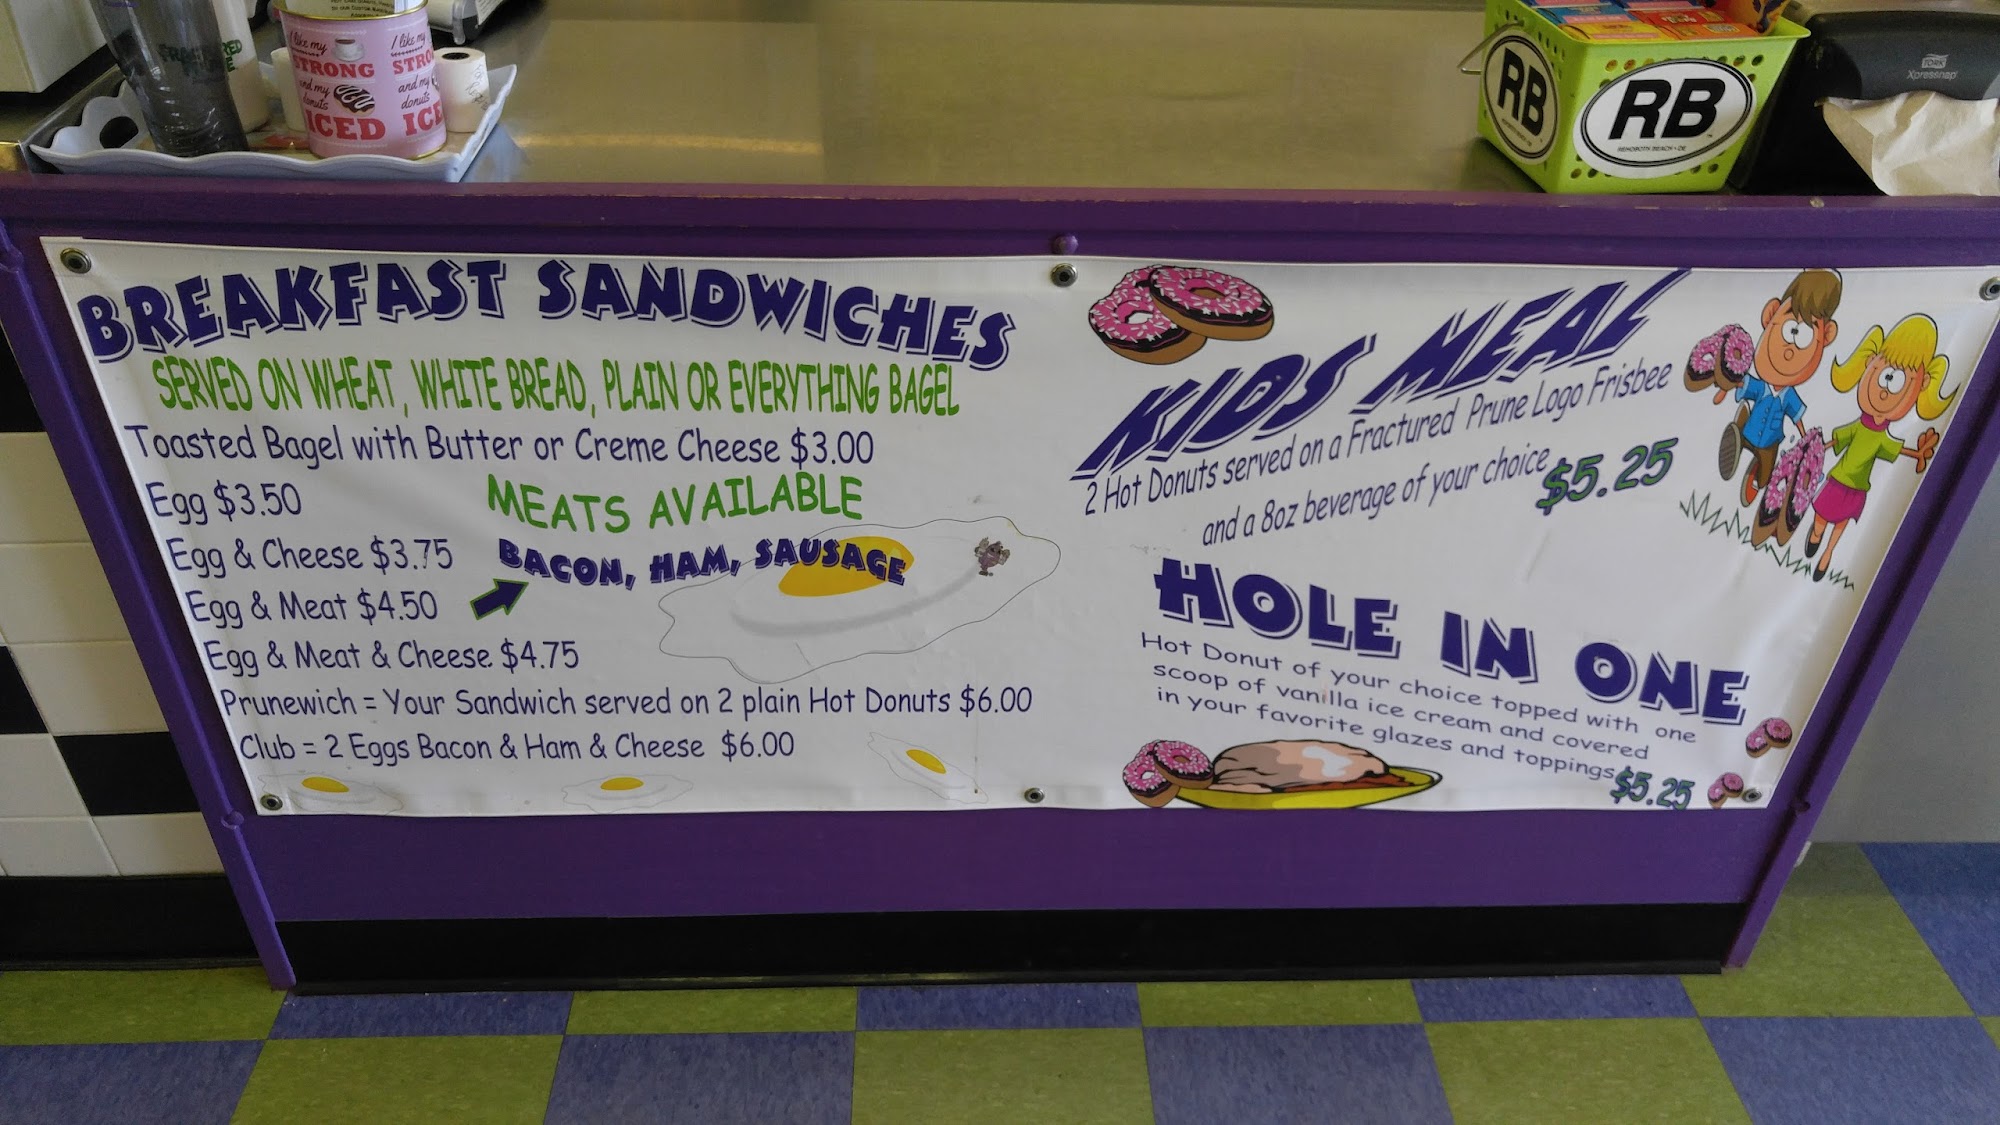 I like my
STRONG
and my
donuts
ICED
I like my
STRO
and my
donuts
ICE
RB
RB
REHOBOTH BEACH • DE
TORK
Xpressnap
BREAKFAST SANDWICHES
SERVED ON WHEAT, WHITE BREAD, PLAIN OR EVERYTHING BAGEL
Toasted Bagel with Butter or Creme Cheese $3.00
Egg $3.50
Egg & Cheese $3.75
Egg & Meat $4.50
Egg & Meat & Cheese $4.75
MEATS AVAILABLE
BACON, HAM, SAUSAGE
Prunewich = Your Sandwich served on 2 plain Hot Donuts $6.00
Club = 2 Eggs Bacon & Ham & Cheese $6.00
KIDS MEAL
2 Hot Donuts served on a Fractured Prune Logo Frisbee
and a 8oz beverage of your choice $5.25
HOLE IN ONE
Hot Donut of your choice topped with one
scoop of vanilla ice cream and covered
in your favorite glazes and toppings $5.25